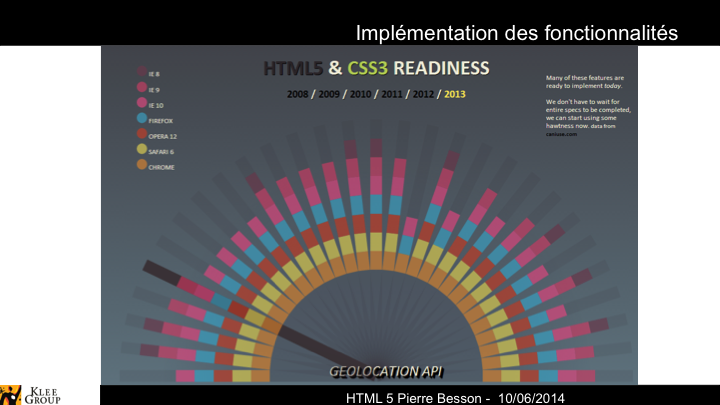 Implémentation des fonctionnalités
HTML5 & CSS3 READINESS
2008 / 2009 / 2010 / 2011 / 2012 / 2013
IE 8
IE 9
IE 10
FIREFOX
OPERA 12
SAFARI 6
CHROME
Many of these features are
ready to implement today.
We don't have to wait for
entire specs to be completed,
we can start using some
hawtness now. data from
caniuse.com
GEOLOCATION API
KLEE
GROUP
HTML 5 Pierre Besson - 10/06/2014